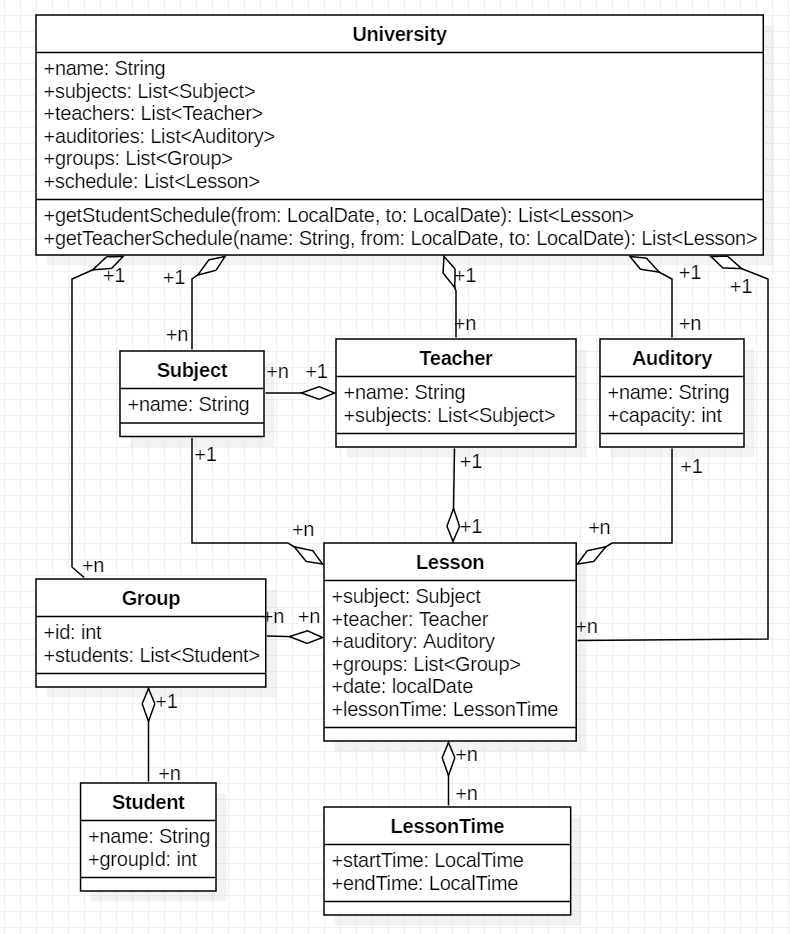 University
+name: String
+subjects: List<Subject>
+teachers: List<Teacher>
+auditories: List<Auditory>
+groups: List<Group>
+schedule: List<Lesson>
+getStudentSchedule(from: LocalDate, to: LocalDate): List<Lesson>
+getTeacherSchedule(name: String, from: LocalDate, to: LocalDate): List<Lesson>
+1
+1
+1
+1
+1
+n
+n
+n
Subject
+name: String
+n
+1
Teacher
+name: String
+subjects: List<Subject>
Auditory
+name: String
+capacity: int
+1
+1
+1
+n
+1
+n
+n
Group
+id: int
+students: List<Student>
+n
+n
Lesson
+subject: Subject
+teacher: Teacher
+auditory: Auditory
+groups: List<Group>
+date: localDate
+lessonTime: LessonTime
+n
+1
+n
+n
+n
Student
+name: String
+groupId: int
LessonTime
+startTime: LocalTime
+endTime: LocalTime